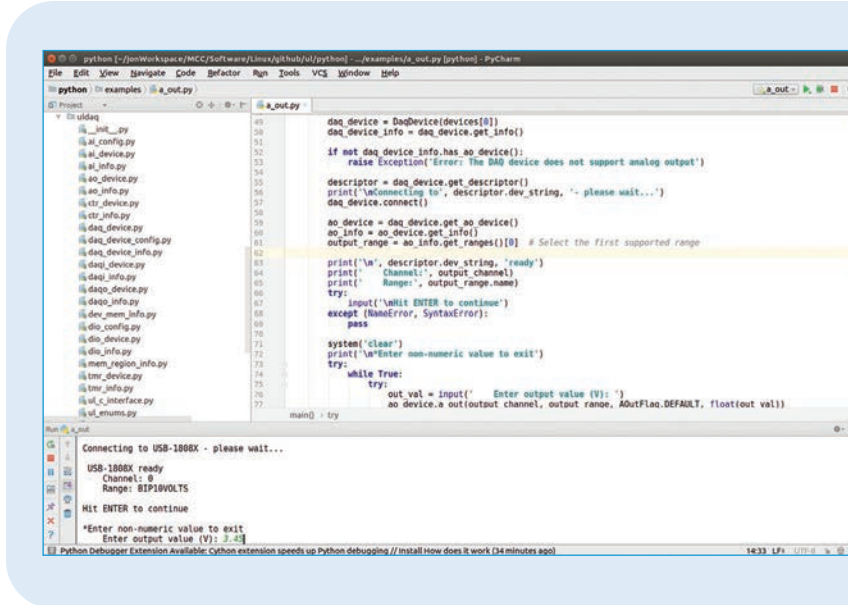 python [~/jonWorkspace/MCC/Software/Linux/github/ul/python] - .../examples/a_out.py [python] - PyCharm
File Edit View Navigate Code Refactor Run Tools VCS Window Help
python examples a_out.py
a_out
Project
a_out.py
uldaq
__init__.py
ai_config.py
ai_device.py
ai_info.py
ao_device.py
ao_info.py
ctr_device.py
ctr_info.py
daq_device.py
daq_device_config.py
daq_device_info.py
daqi_device.py
daqi_info.py
daqo_device.py
daqo_info.py
dev_mem_info.py
dio_config.py
dio_device.py
dio_info.py
mem_region_info.py
tmr_device.py
tmr_info.py
ul_c_interface.py
ul_enums.py
49 daq_device = DaqDevice(devices[0])
50 daq_device_info = daq_device.get_info()
51
52 if not daq_device_info.has_ao_device():
53 raise Exception('Error: The DAQ device does not support analog output')
54
55 descriptor = daq_device.get_descriptor()
56 print('\nConnecting to', descriptor.dev_string, '- please wait...')
57 daq_device.connect()
58
59 ao_device = daq_device.get_ao_device()
60 ao_info = ao_device.get_info()
61 output_range = ao_info.get_ranges()[0] # Select the first supported range
62
63 print('\n', descriptor.dev_string, 'ready')
64 print(' Channel:', output_channel)
65 print(' Range:', output_range.name)
66 try:
67 input('\nHit ENTER to continue')
68 except (NameError, SyntaxError):
69 pass
70
71 system('clear')
72 print('\n*Enter non-numeric value to exit')
73 try:
74 while True:
75 try:
76 out_val = input(' Enter output value (V): ')
77 ao_device.a_out(output_channel, output_range, AOutFlag.DEFAULT, float(out_val))
main() › try
Run a_out
Connecting to USB-1808X - please wait...
USB-1808X ready
Channel: 0
Range: BIP10VOLTS
Hit ENTER to continue
*Enter non-numeric value to exit
Enter output value (V): 3.45
Python Debugger Extension Available: Cython extension speeds up Python debugging // Install How does it work (34 minutes ago)
14:33 LF÷ UTF-8